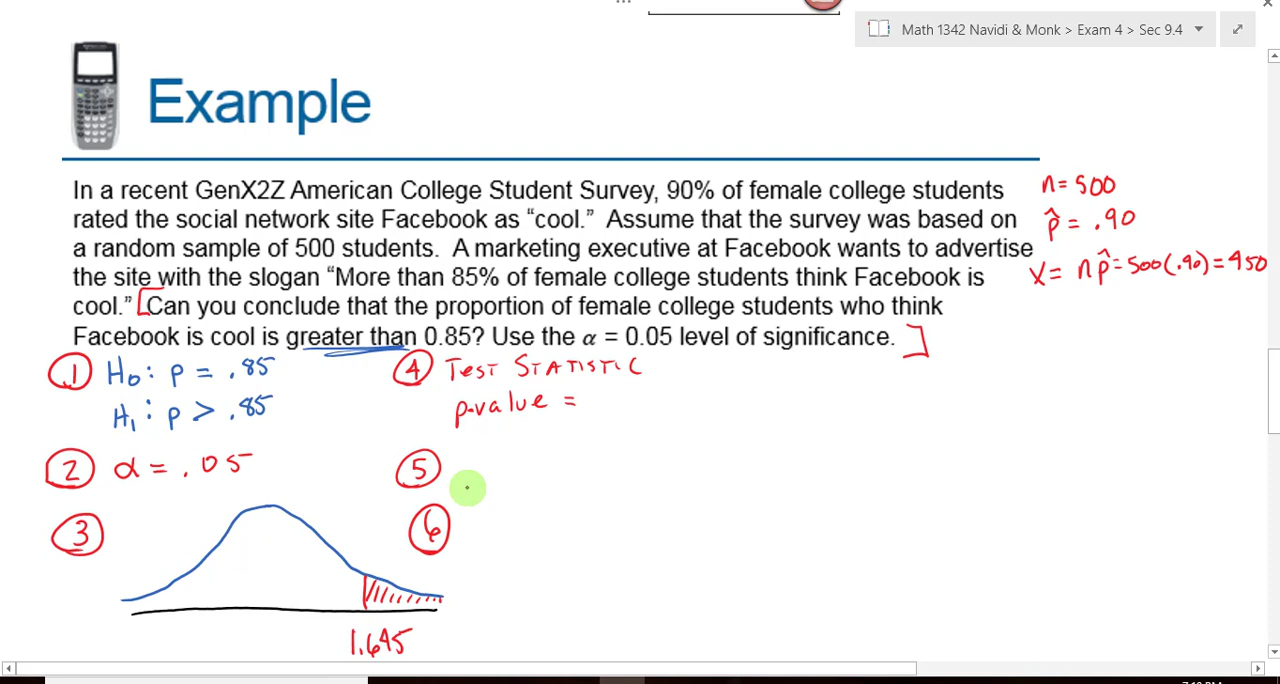 Math 1342 Navidi & Monk > Exam 4 > Sec 9.4
Example
In a recent GenX2Z American College Student Survey, 90% of female college students
rated the social network site Facebook as “cool.” Assume that the survey was based on
a random sample of 500 students. A marketing executive at Facebook wants to advertise
the site with the slogan “More than 85% of female college students think Facebook is
cool.” [Can you conclude that the proportion of female college students who think
Facebook is cool is greater than 0.85? Use the α = 0.05 level of significance. ]
n = 500
p̂ = .90
x = np̂ = 500(.90) = 450
① H₀: p = .85
H₁: p > .85
② α = .05
③
1.645
④ TEST STATISTIC
p-value =
⑤
⑥